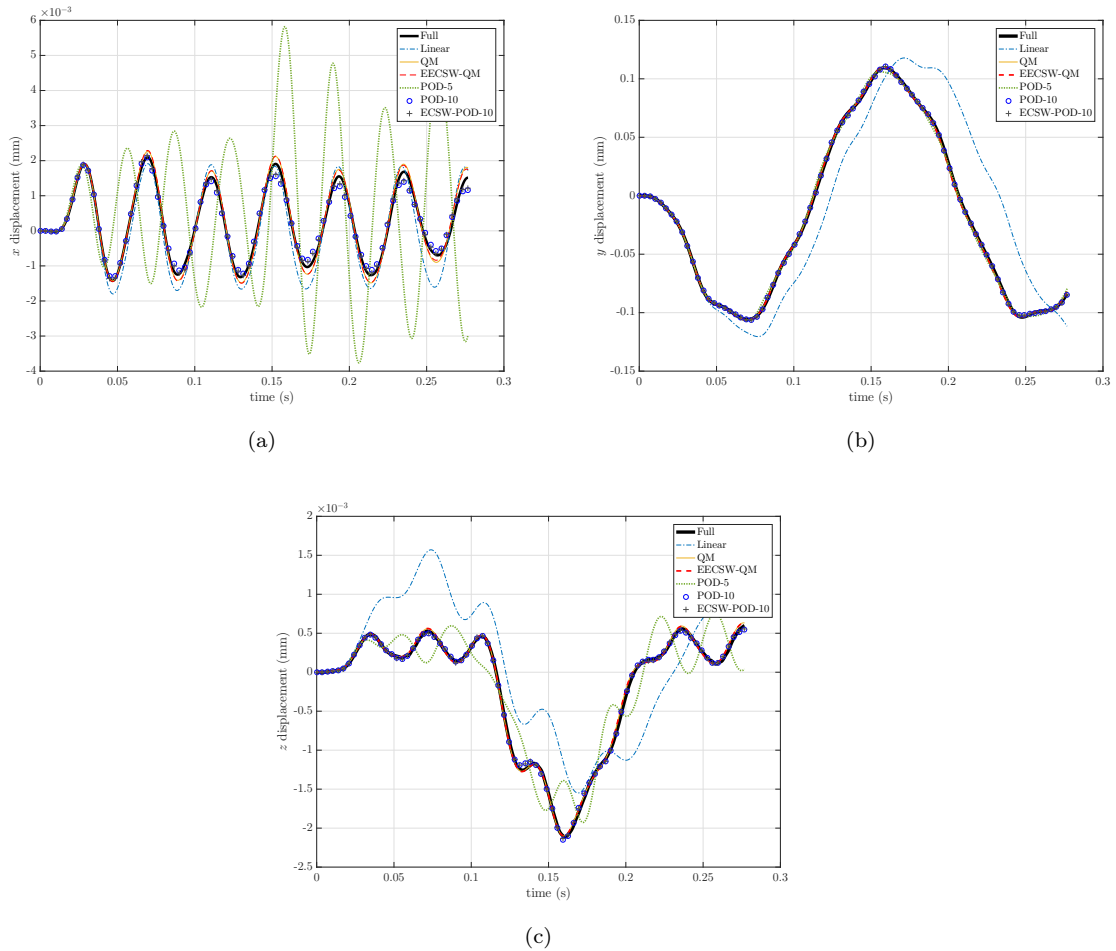 ×10⁻³
6
5
4
3
2
1
0
-1
-2
-3
-4
x displacement (mm)
0 0.05 0.1 0.15 0.2 0.25 0.3
time (s)
Full
Linear
QM
EECSW-QM
POD-5
POD-10
ECSW-POD-10
(a)
0.15
0.1
0.05
0
-0.05
-0.1
-0.15
y displacement (mm)
0 0.05 0.1 0.15 0.2 0.25 0.3
time (s)
Full
Linear
QM
EECSW-QM
POD-5
POD-10
ECSW-POD-10
(b)
×10⁻³
2
1.5
1
0.5
0
-0.5
-1
-1.5
-2
-2.5
z displacement (mm)
0 0.05 0.1 0.15 0.2 0.25 0.3
time (s)
Full
Linear
QM
EECSW-QM
POD-5
POD-10
ECSW-POD-10
(c)